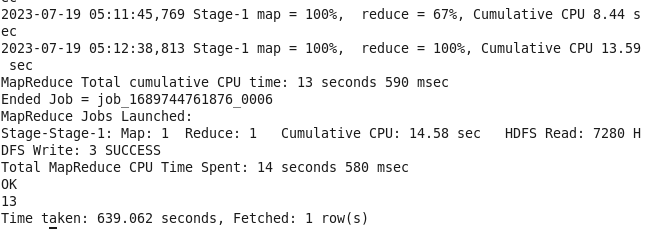 2023-07-19 05:11:45,769 Stage-1 map = 100%,  reduce = 67%, Cumulative CPU 8.44 s
ec
2023-07-19 05:12:38,813 Stage-1 map = 100%,  reduce = 100%, Cumulative CPU 13.59
 sec
MapReduce Total cumulative CPU time: 13 seconds 590 msec
Ended Job = job_1689744761876_0006
MapReduce Jobs Launched:
Stage-Stage-1: Map: 1  Reduce: 1   Cumulative CPU: 14.58 sec   HDFS Read: 7280 H
DFS Write: 3 SUCCESS
Total MapReduce CPU Time Spent: 14 seconds 580 msec
OK
13
Time taken: 639.062 seconds, Fetched: 1 row(s)